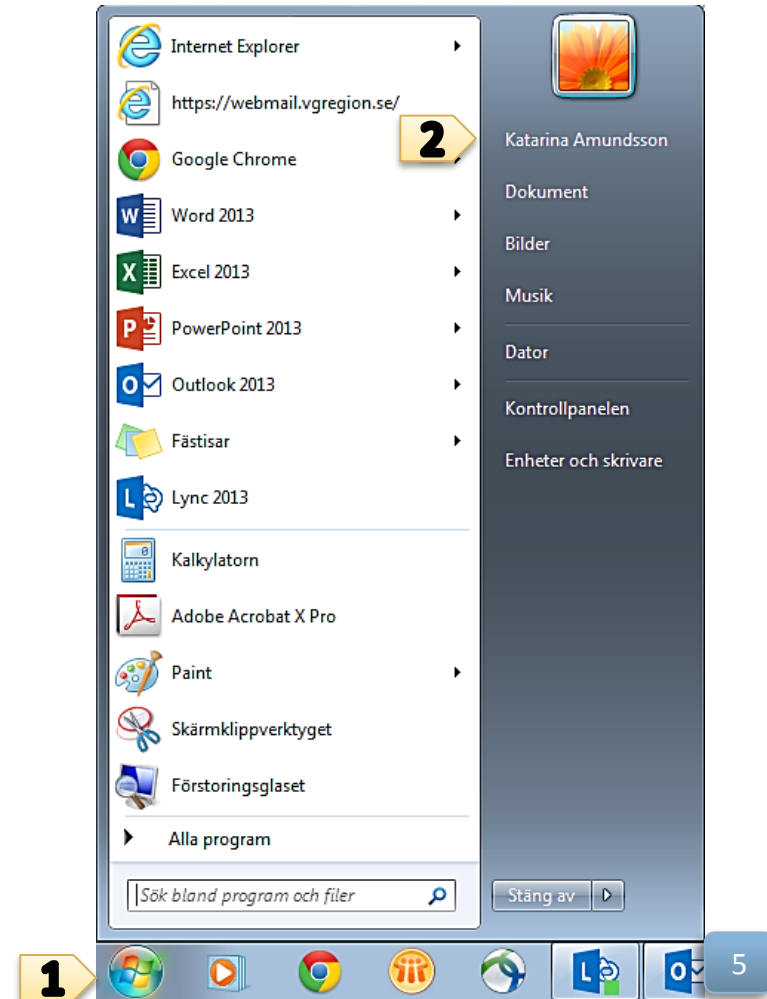 Internet Explorer
https://webmail.vgregion.se/
Google Chrome
Word 2013
Excel 2013
PowerPoint 2013
Outlook 2013
Fästisar
Lync 2013
Kalkylatorn
Adobe Acrobat X Pro
Paint
Skärmklippverktyget
Förstoringsglaset
Alla program
Sök bland program och filer
2
Katarina Amundsson
Dokument
Bilder
Musik
Dator
Kontrollpanelen
Enheter och skrivare
Stäng av
1
5